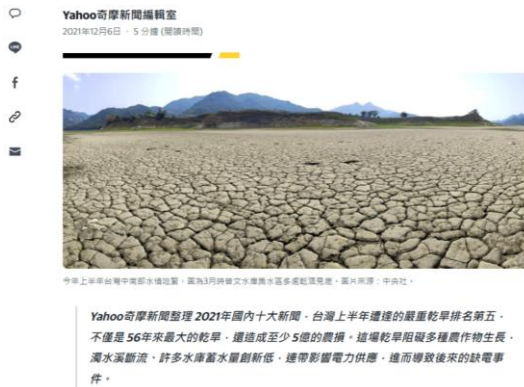 Yahoo奇摩新聞編輯室
2021年12月6日 · 5 分鐘 (閱讀時間)
LINE
今年上半年台灣中南部水情拉警，圖為3月時曾文水庫集水區多處乾涸見底。圖片來源：中央社。
Yahoo奇摩新聞整理 2021年國內十大新聞，台灣上半年遭逢的嚴重乾旱排名第五，
不僅是 56年來最大的乾旱，還造成至少 5億的農損。這場乾旱阻礙多種農作物生長，
濁水溪斷流、許多水庫蓄水量創新低，連帶影響電力供應，進而導致後來的缺電事
件。